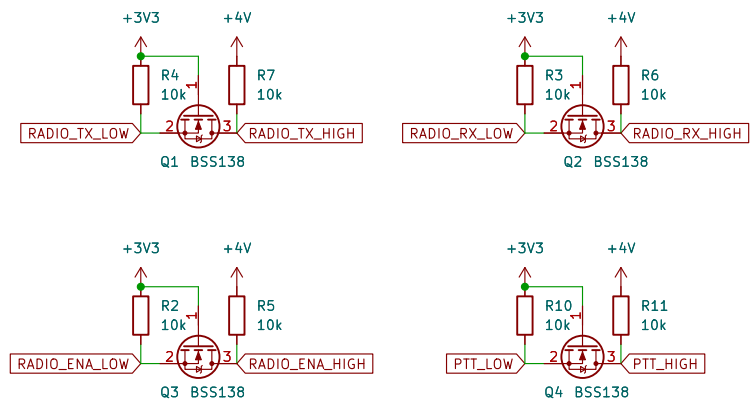 +3V3 +4V +3V3 +4V
R4 R7 R3 R6
10k 10k 10k 10k
1 1
RADIO_TX_LOW 2 3 RADIO_TX_HIGH RADIO_RX_LOW 2 3 RADIO_RX_HIGH
Q1 BSS138 Q2 BSS138
+3V3 +4V +3V3 +4V
R2 R5 R10 R11
10k 10k 10k 10k
1 1
RADIO_ENA_LOW 2 3 RADIO_ENA_HIGH PTT_LOW 2 3 PTT_HIGH
Q3 BSS138 Q4 BSS138